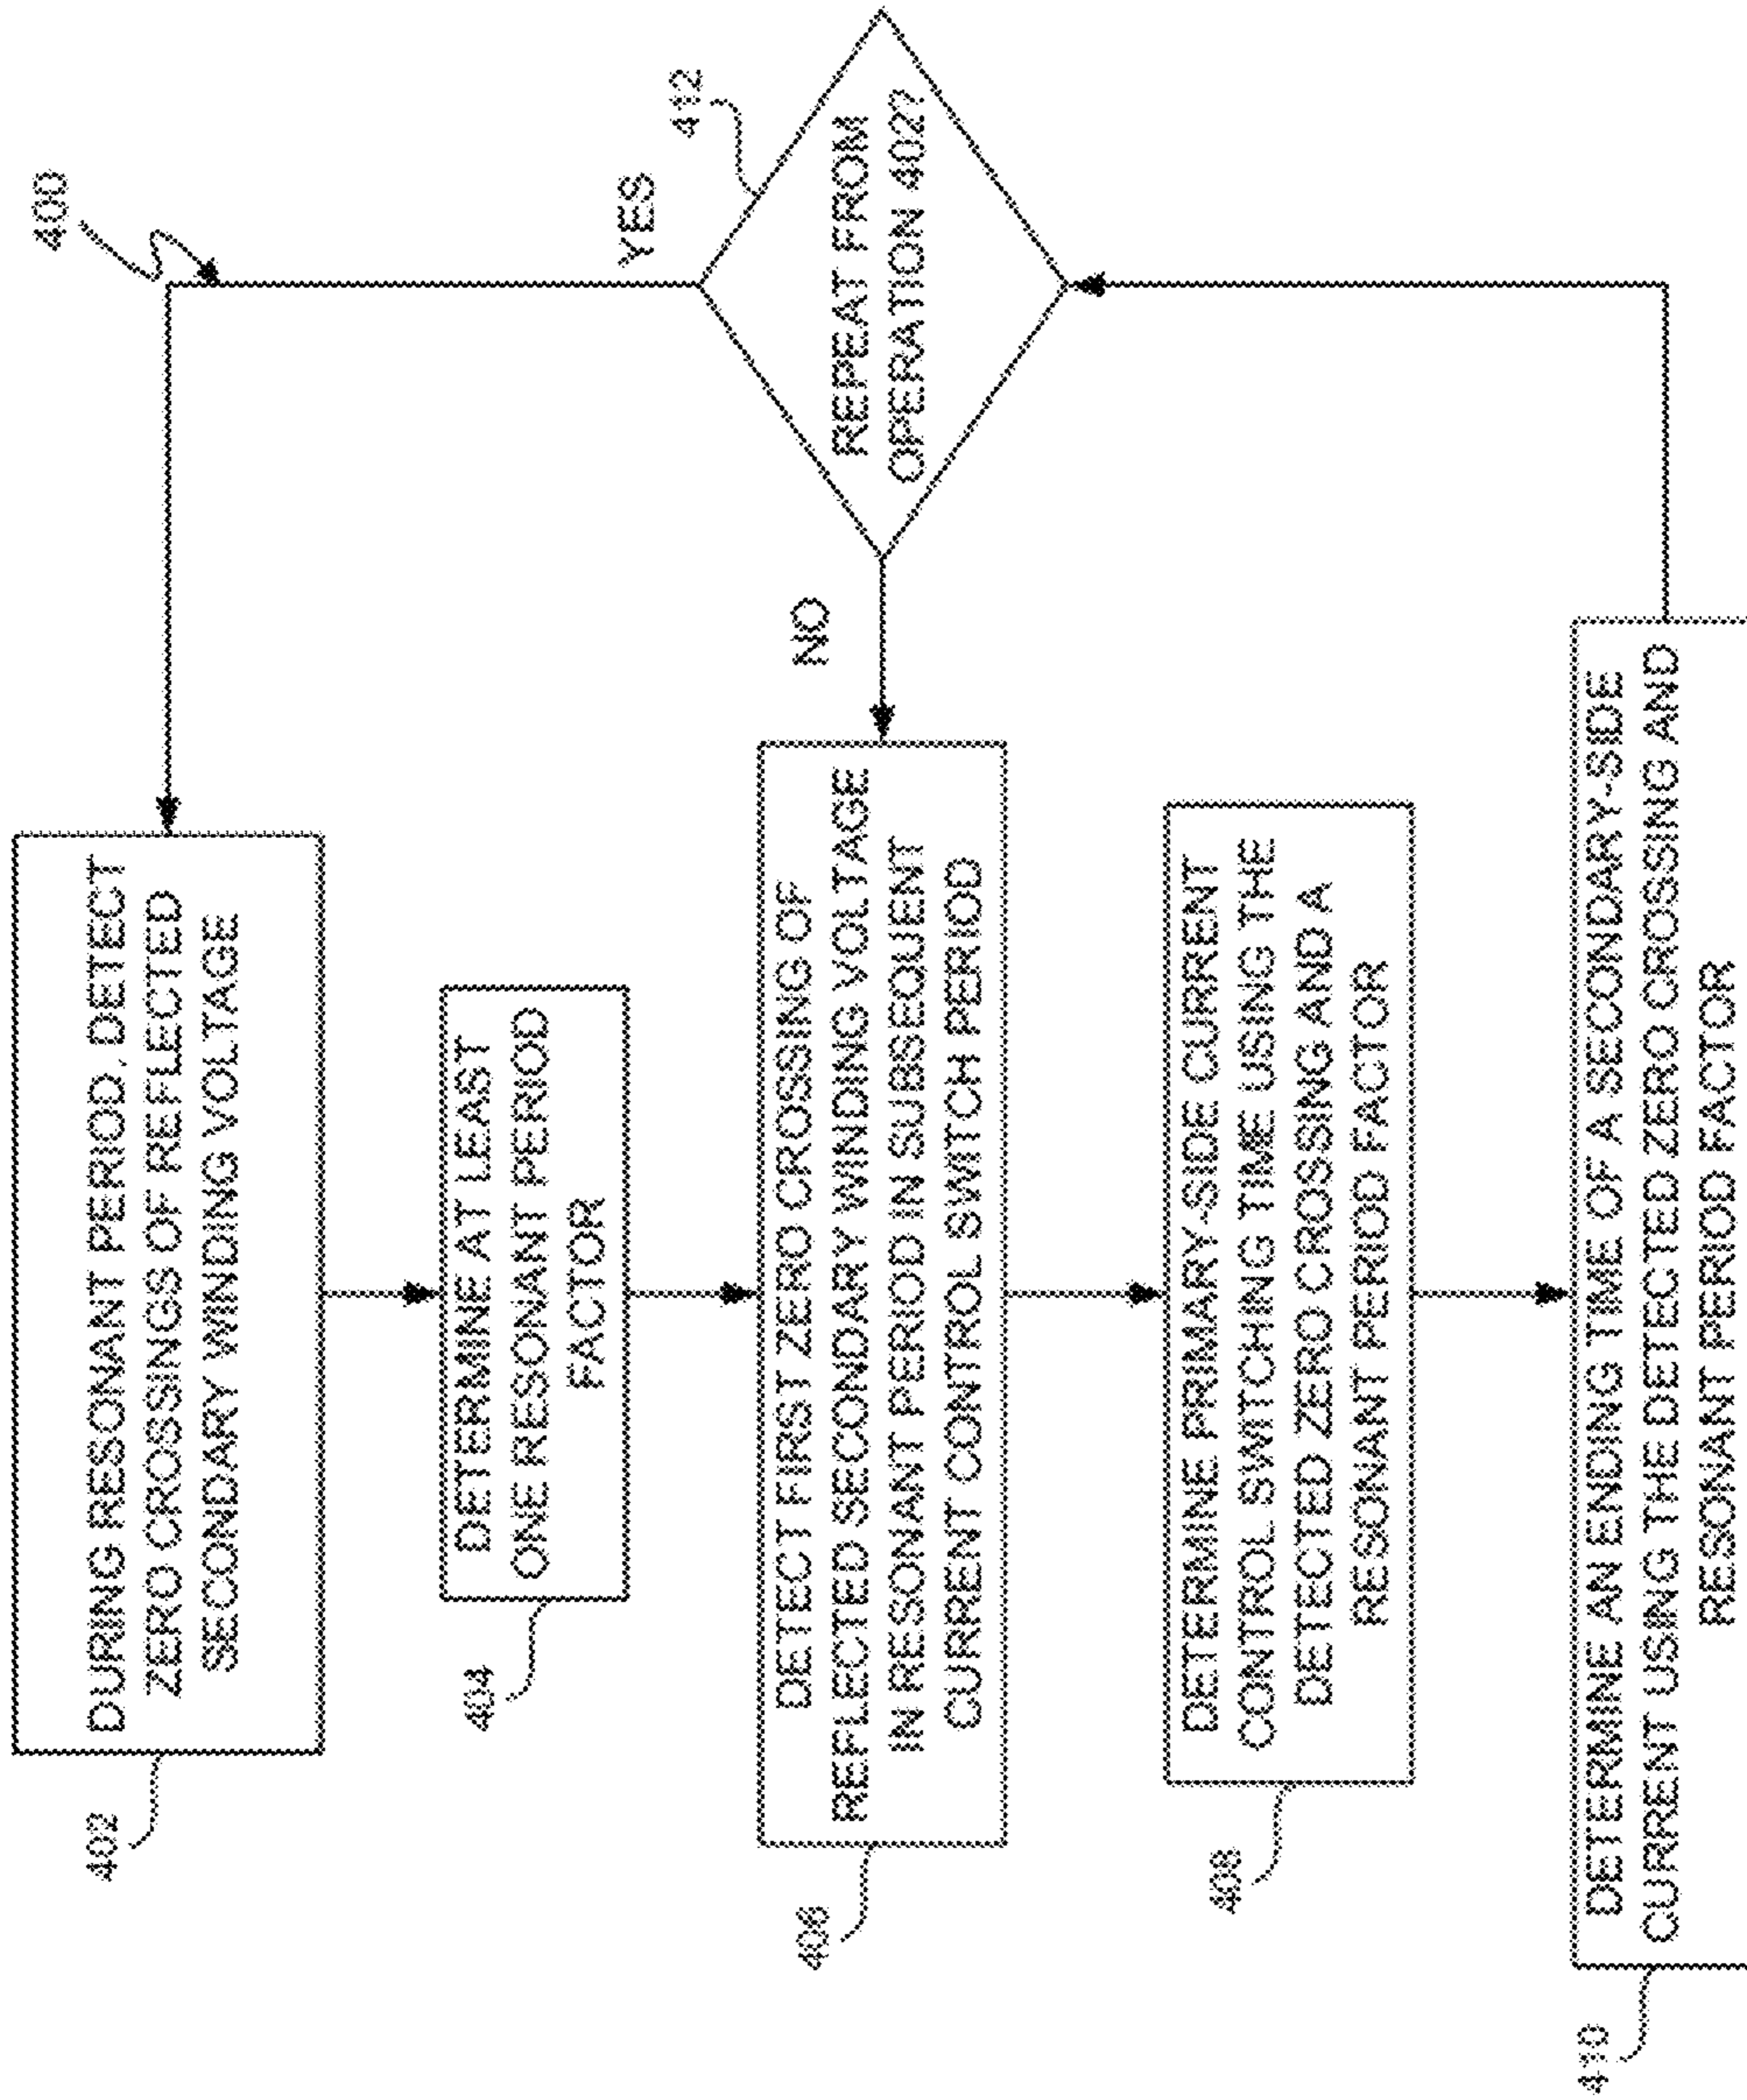 400
402
DURING RESONANT PERIOD, DETECT
ZERO CROSSINGS OF REFLECTED
SECONDARY WINDING VOLTAGE
404
DETERMINE AT LEAST
ONE RESONANT PERIOD
FACTOR
406
DETECT FIRST ZERO CROSSING OF
REFLECTED SECONDARY WINDING VOLTAGE
IN RESONANT PERIOD IN SUBSEQUENT
CURRENT CONTROL SWITCH PERIOD
408
DETERMINE PRIMARY-SIDE CURRENT
CONTROL SWITCHING TIME USING THE
DETECTED ZERO CROSSING AND A
RESONANT PERIOD FACTOR
410
DETERMINE AN ENDING TIME OF A SECONDARY-SIDE
CURRENT USING THE DETECTED ZERO CROSSING AND
RESONANT PERIOD FACTOR
412
REPEAT FROM
OPERATION 402?
YES
NO